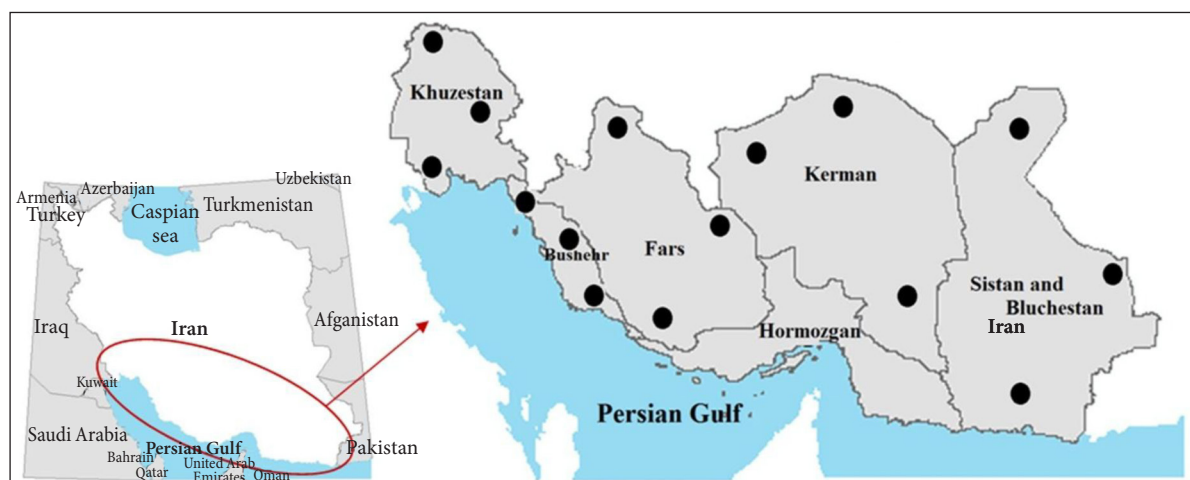 Uzbekistan
Azerbaijan
Armenia
Turkey
Caspian
sea
Turkmenistan
Iraq
Iran
Afganistan
Kuwait
Saudi Arabia
Persian Gulf
Pakistan
Bahrain
Qatar
United Arab
Emirates
Oman
Khuzestan
Kerman
Bushehr
Fars
Sistan and
Bluchestan
Iran
Hormozgan
Persian Gulf